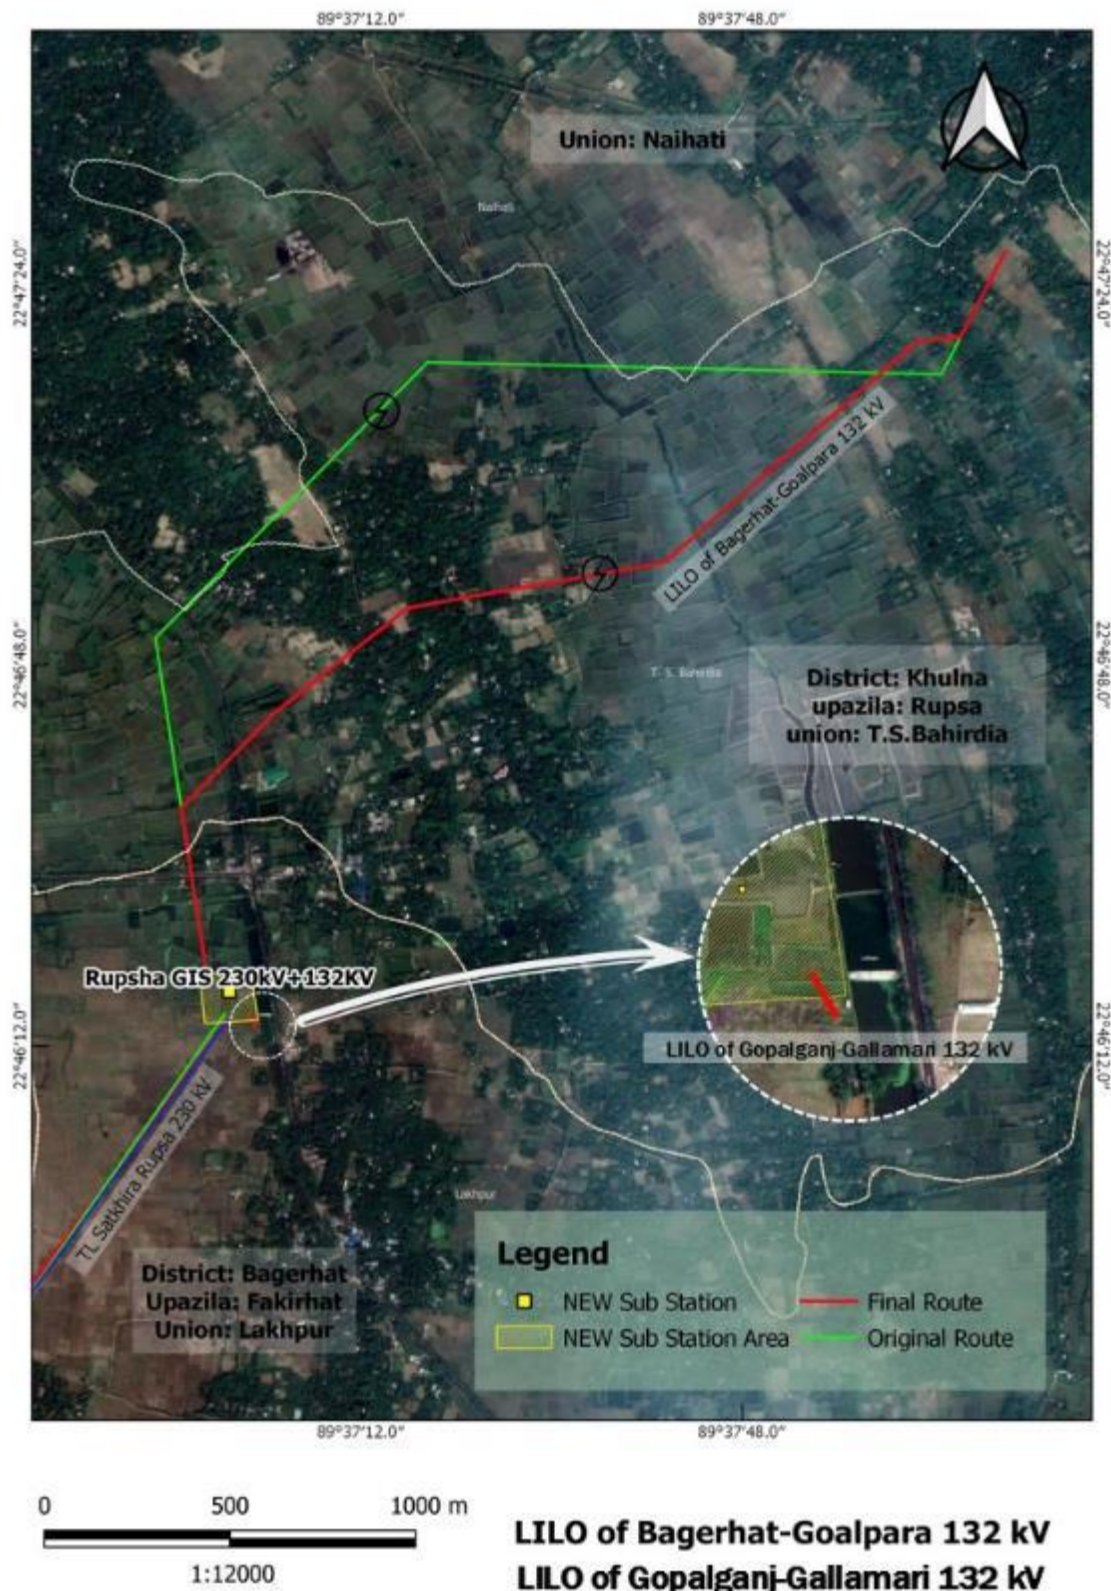 89°37'12.0"
89°37'48.0"
Union: Naihati
Naihati
22°47'24.0"
22°47'24.0"
LILO of Bagerhat-Goalpara 132 kV
22°46'48.0"
22°46'48.0"
T. S. Bahirdia
District: Khulna
upazila: Rupsa
union: T.S.Bahirdia
Rupsha GIS 230kV+132KV
22°46'12.0"
22°46'12.0"
LILO of Gopalganj-Gallamari 132 kV
TL Satkhira Rupsa 230 kV
Lakhpur
District: Bagerhat
Upazila: Fakirhat
Union: Lakhpur
Legend
NEW Sub Station
Final Route
NEW Sub Station Area
Original Route
89°37'12.0"
89°37'48.0"
0 500 1000 m
1:12000
LILO of Bagerhat-Goalpara 132 kV
LILO of Gopalganj-Gallamari 132 kV